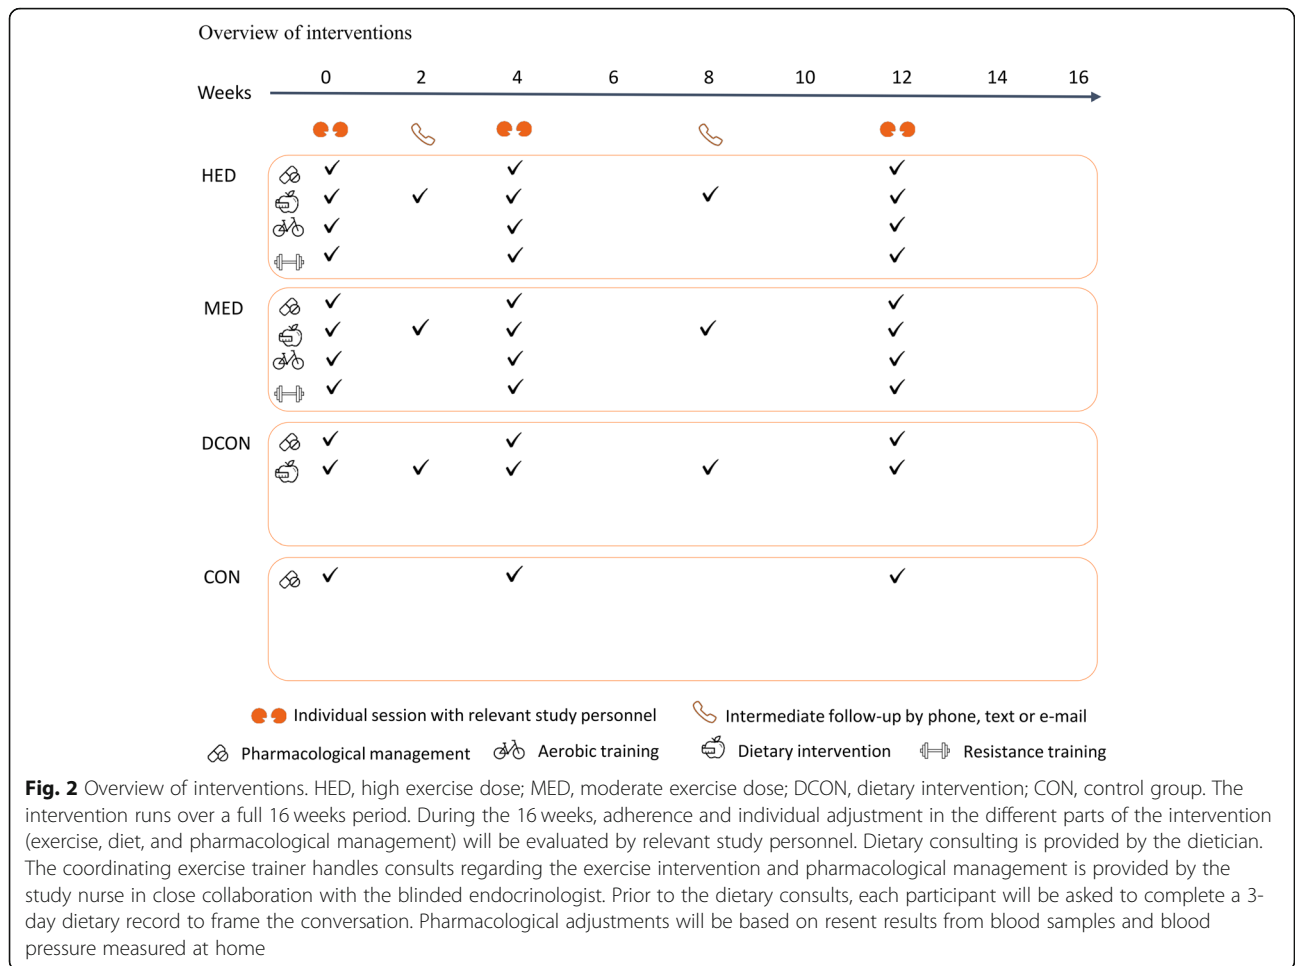 Overview of interventions
0 2 4 6 8 10 12 14 16
Weeks
HED
MED
DCON
CON
Individual session with relevant study personnel
Intermediate follow-up by phone, text or e-mail
Pharmacological management
Aerobic training
Dietary intervention
Resistance training
Fig. 2 Overview of interventions. HED, high exercise dose; MED, moderate exercise dose; DCON, dietary intervention; CON, control group. The
intervention runs over a full 16 weeks period. During the 16 weeks, adherence and individual adjustment in the different parts of the intervention
(exercise, diet, and pharmacological management) will be evaluated by relevant study personnel. Dietary consulting is provided by the dietician.
The coordinating exercise trainer handles consults regarding the exercise intervention and pharmacological management is provided by the
study nurse in close collaboration with the blinded endocrinologist. Prior to the dietary consults, each participant will be asked to complete a 3-
day dietary record to frame the conversation. Pharmacological adjustments will be based on resent results from blood samples and blood
pressure measured at home